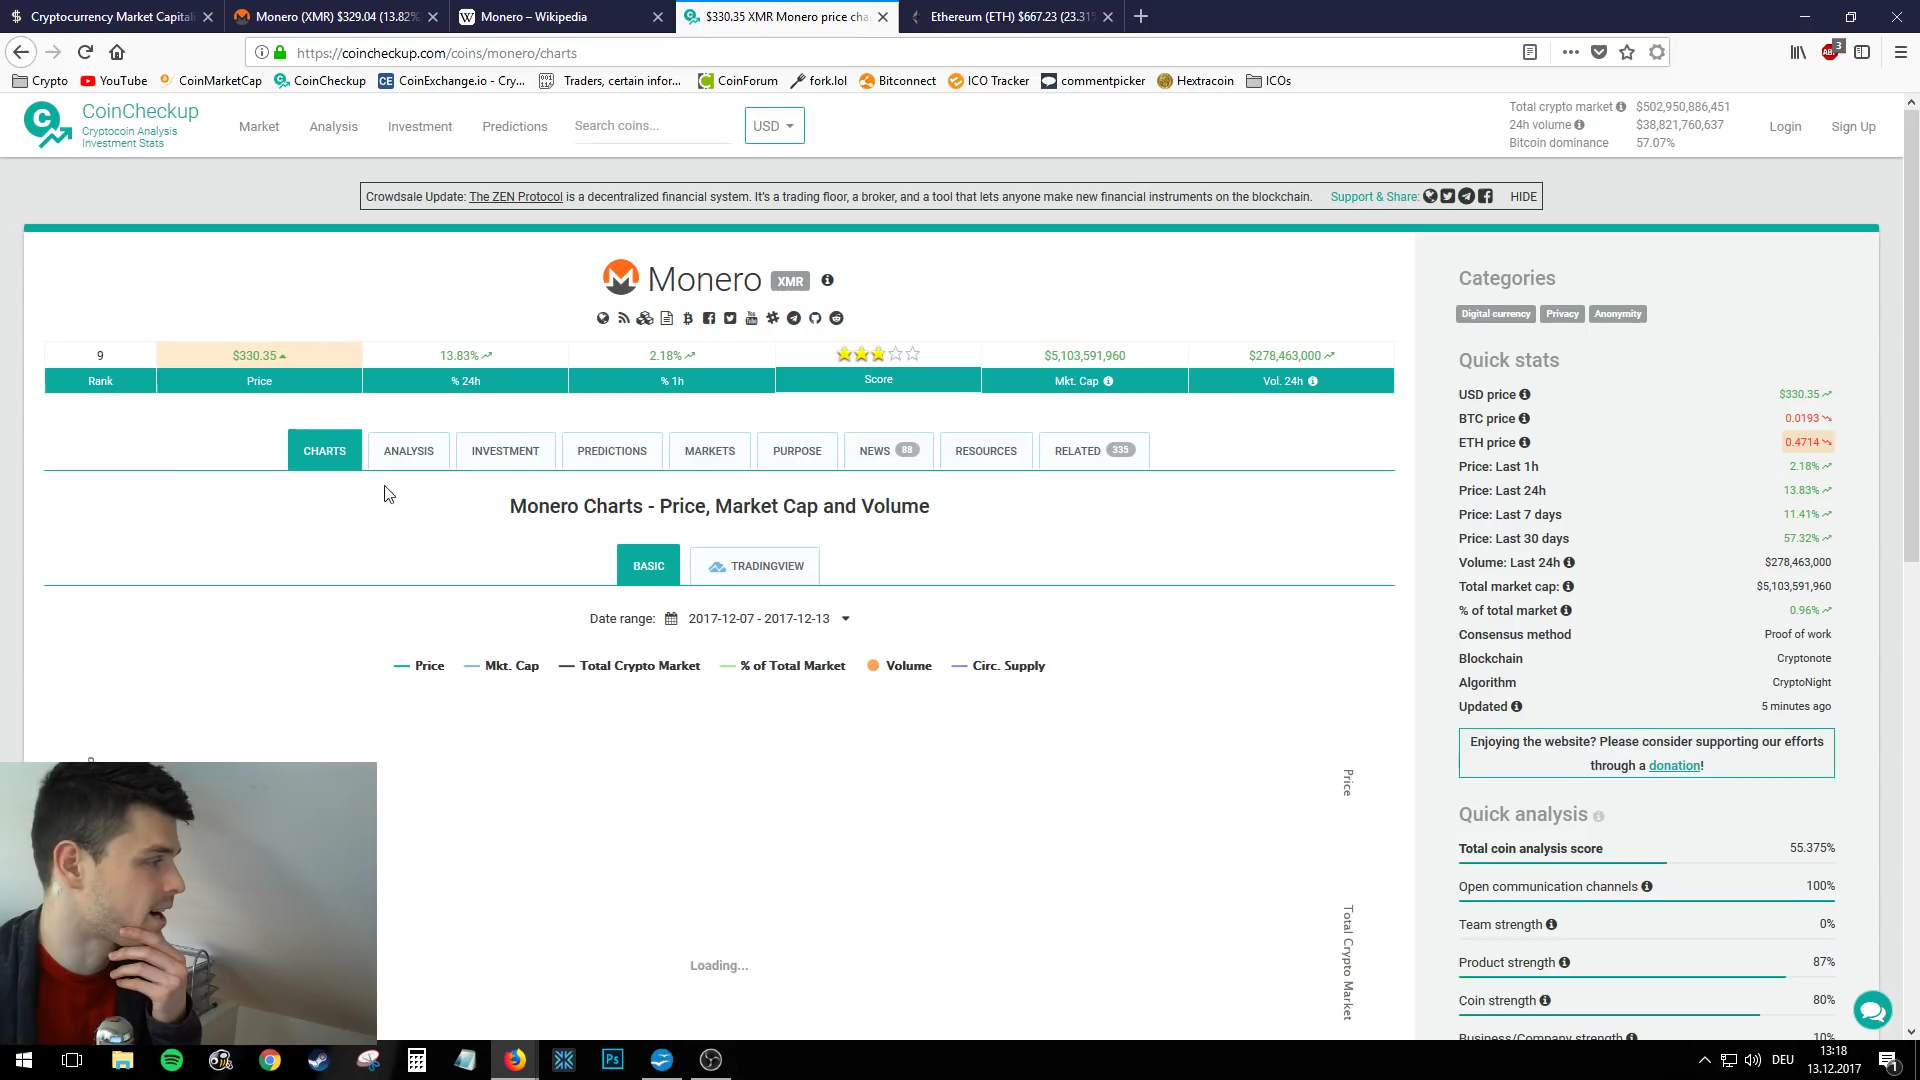 Cryptocurrency Market Capitali
Monero (XMR) $329.04 (13.82%
Monero – Wikipedia
$330.35 XMR Monero price cha
Ethereum (ETH) $667.23 (23.31%
https://coincheckup.com/coins/monero/charts
ABP 3
Crypto YouTube CoinMarketCap CoinCheckup CoinExchange.io - Cry... Traders, certain infor... CoinForum fork.lol Bitconnect ICO Tracker commentpicker Hextracoin ICOs
CoinCheckup
Cryptocoin Analysis
Investment Stats
Market Analysis Investment Predictions Search coins... USD
Total crypto market $502,950,886,451
24h volume $38,821,760,637
Bitcoin dominance 57.07%
Login Sign Up
Crowdsale Update: The ZEN Protocol is a decentralized financial system. It's a trading floor, a broker, and a tool that lets anyone make new financial instruments on the blockchain. Support & Share: HIDE
Monero XMR
9 $330.35 13.83% 2.18% $5,103,591,960 $278,463,000
Rank Price % 24h % 1h Score Mkt. Cap Vol. 24h
CHARTS ANALYSIS INVESTMENT PREDICTIONS MARKETS PURPOSE NEWS 88 RESOURCES RELATED 335
Monero Charts - Price, Market Cap and Volume
BASIC TRADINGVIEW
Date range: 2017-12-07 - 2017-12-13
Price Mkt. Cap Total Crypto Market % of Total Market Volume Circ. Supply
Price
Total Crypto Market
Loading...
Categories
Digital currency Privacy Anonymity
Quick stats
USD price $330.35
BTC price 0.0193
ETH price 0.4714
Price: Last 1h 2.18%
Price: Last 24h 13.83%
Price: Last 7 days 11.41%
Price: Last 30 days 57.32%
Volume: Last 24h $278,463,000
Total market cap: $5,103,591,960
% of total market 0.96%
Consensus method Proof of work
Blockchain Cryptonote
Algorithm CryptoNight
Updated 5 minutes ago
Enjoying the website? Please consider supporting our efforts
through a donation!
Quick analysis
Total coin analysis score 55.375%
Open communication channels 100%
Team strength 0%
Product strength 87%
Coin strength 80%
Business/Company strength 10%
Ps
DEU
13:18
13.12.2017
1